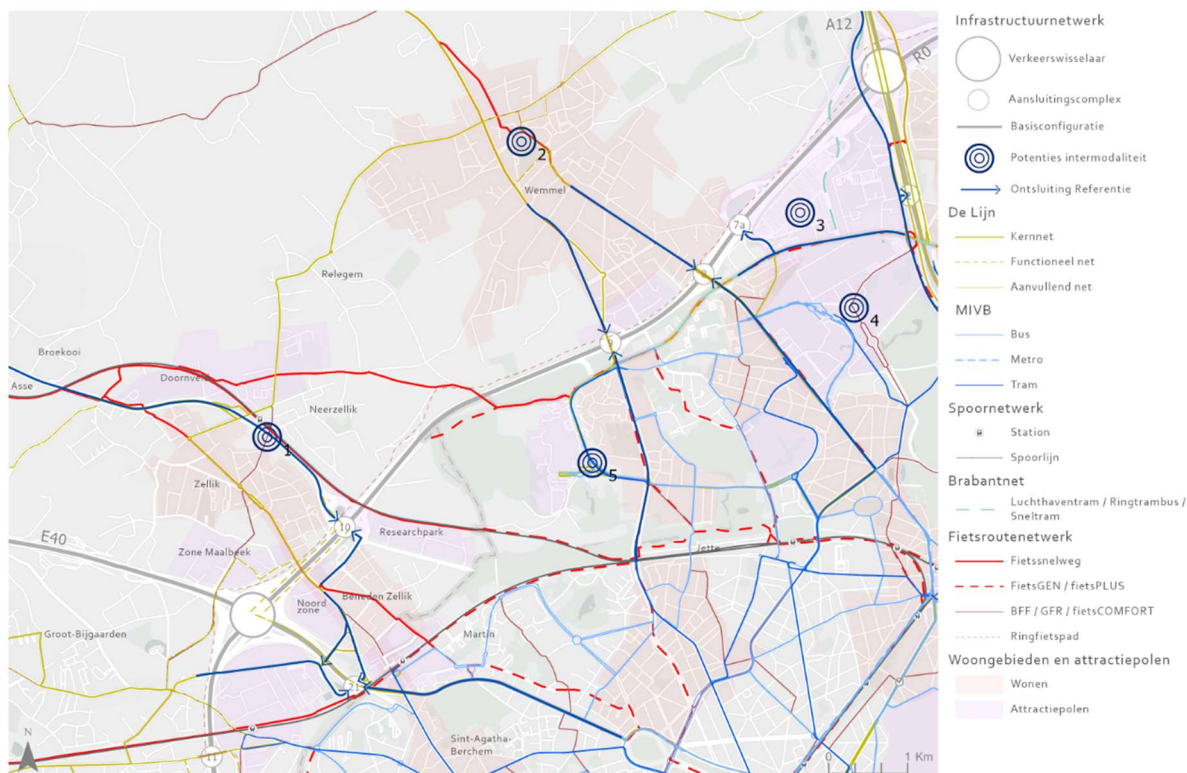 A12
R0
7a
2
Wemmel
3
8
4
Relegem
9
Broekooi
Asse
Doornveld
Neerzellik
1
5
Zellik
10
Researchpark
Zone Maalbeek
E40
Jette
Beneden Zellik
Noord
zone
Groot-Bijgaarden
Martin
21
11
Sint-Agatha-
Berchem
N
0
1 Km
Infrastructuurnetwerk
Verkeerswisselaar
Aansluitingscomplex
Basisconfiguratie
Potenties intermodaliteit
Ontsluiting Referentie
De Lijn
Kernnet
Functioneel net
Aanvullend net
MIVB
Bus
Metro
Tram
Spoornetwerk
Station
Spoorlijn
Brabantnet
Luchthaventram / Ringtrambus /
Sneltram
Fietsroutenetwerk
Fietssnelweg
FietsGEN / fietsPLUS
BFF / GFR / fietsCOMFORT
Ringfietspad
Woongebieden en attractiepolen
Wonen
Attractiepolen